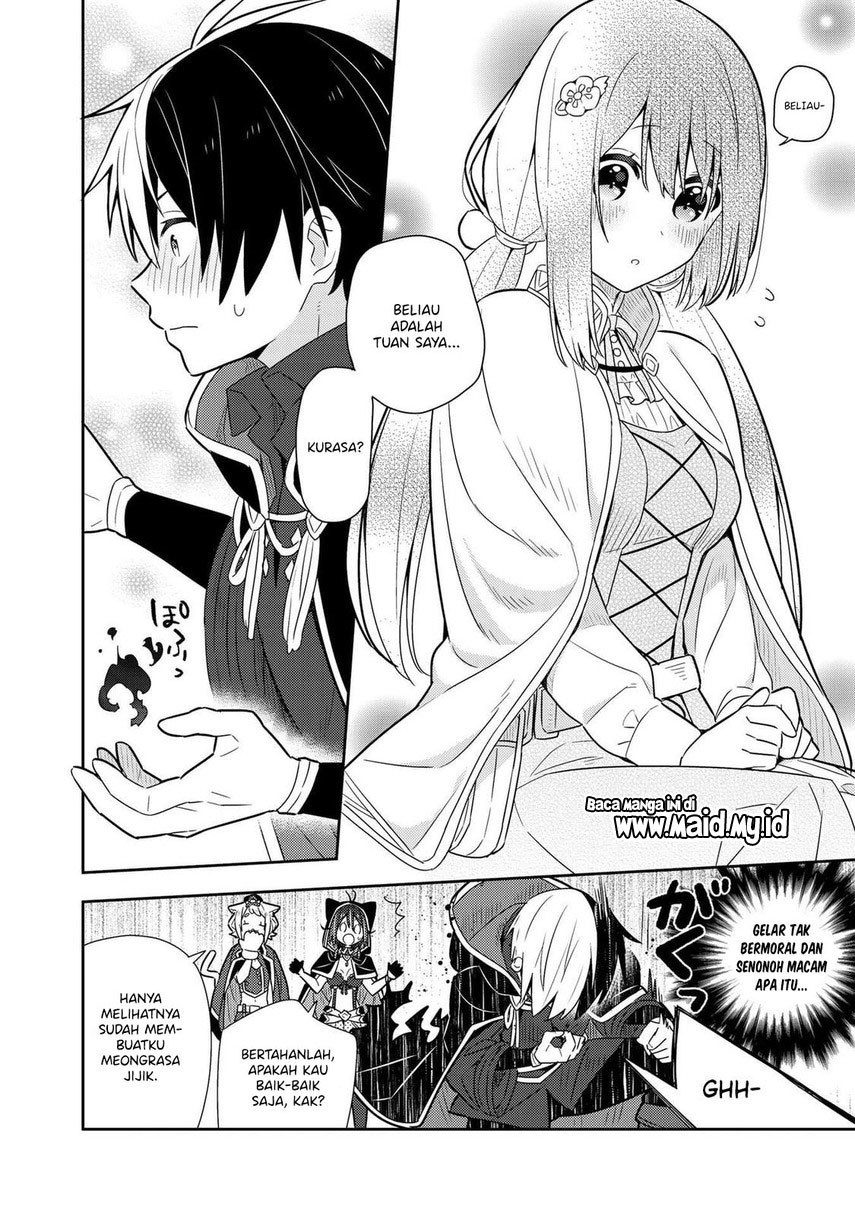 BELIAU-
BELIAU
ADALAH
TUAN SAYA...
KURASA?
ぽふっ
Baca Manga ini di
www.Maid.My.id
GELAR TAK
BERMORAL DAN
SENONOH MACAM
APA ITU...
ガくっ
GHH-
BERTAHANLAH,
APAKAH KAU
BAIK-BAIK
SAJA, KAK?
HANYA
MELIHATNYA
SUDAH MEM-
BUATKU
MEONGRASA
JIJIK.